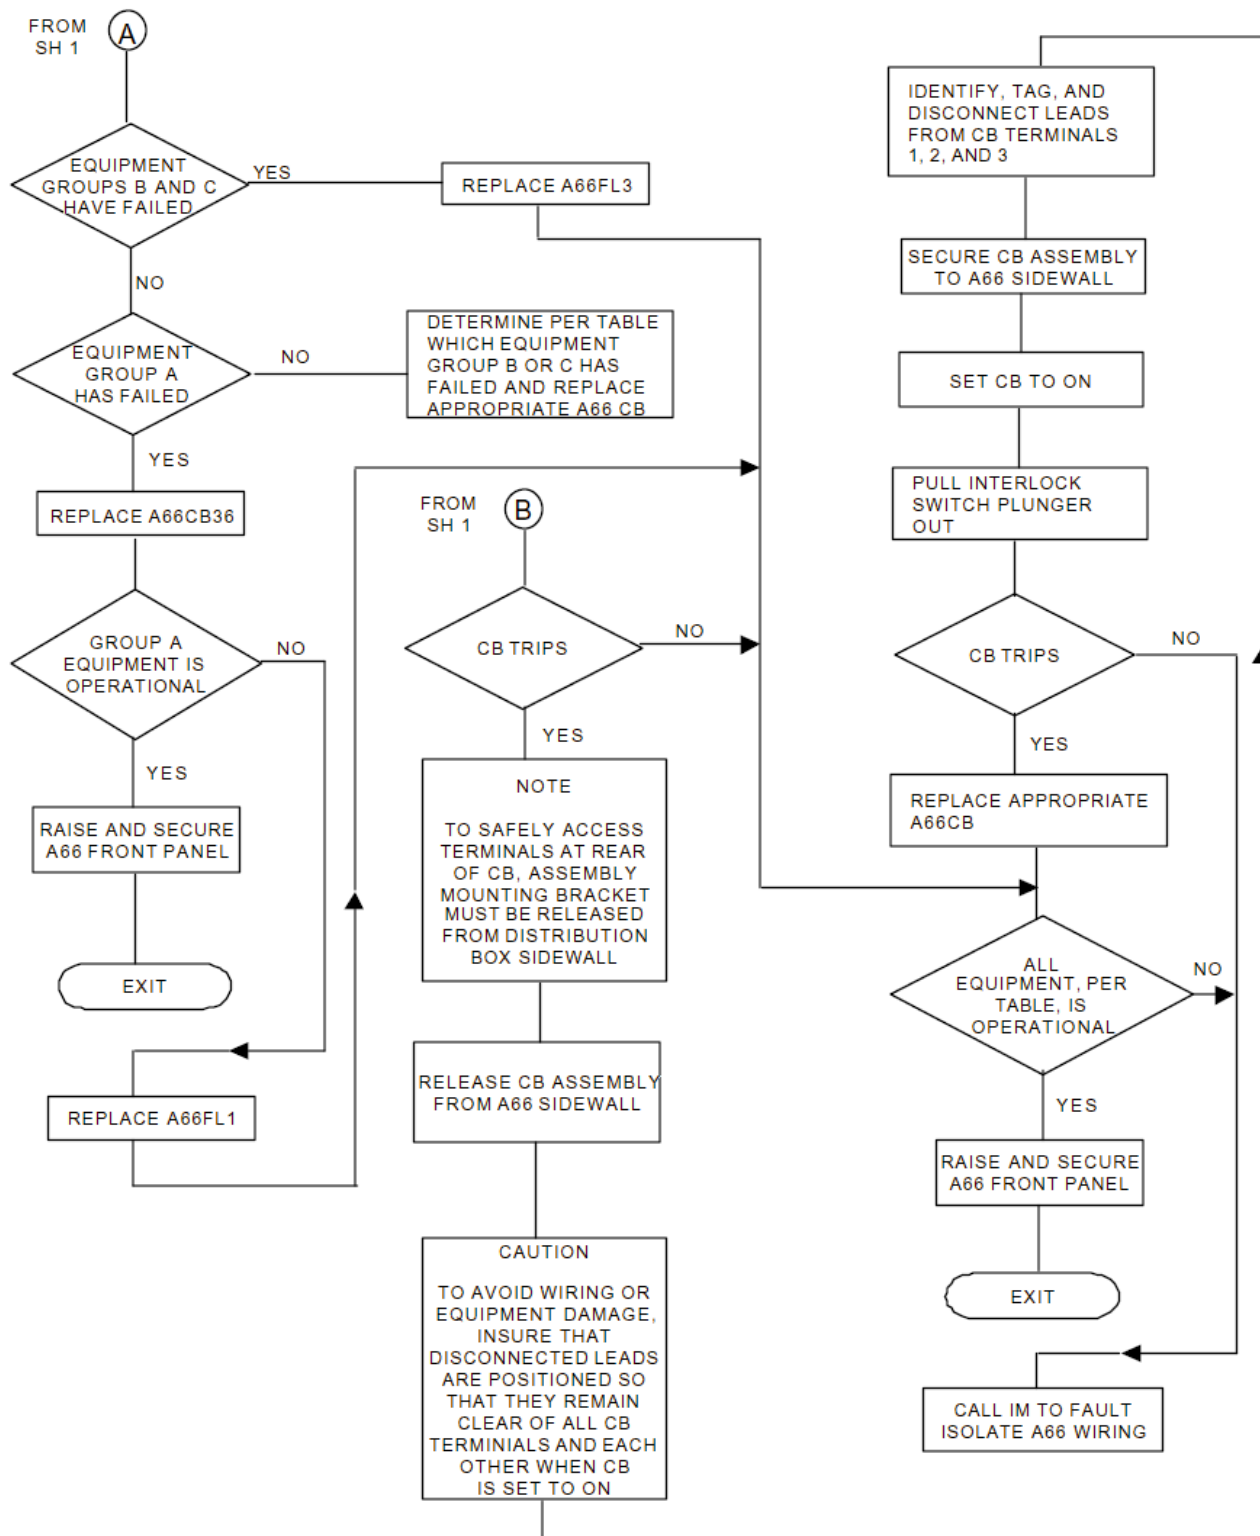 FROM
SH 1
A
EQUIPMENT
GROUPS B AND C
HAVE FAILED
YES
REPLACE A66FL3
NO
EQUIPMENT
GROUP A
HAS FAILED
NO
DETERMINE PER TABLE
WHICH EQUIPMENT
GROUP B OR C HAS
FAILED AND REPLACE
APPROPRIATE A66 CB
YES
REPLACE A66CB36
GROUP A
EQUIPMENT IS
OPERATIONAL
NO
YES
RAISE AND SECURE
A66 FRONT PANEL
EXIT
REPLACE A66FL1
FROM
SH 1
B
CB TRIPS
NO
YES
NOTE
TO SAFELY ACCESS
TERMINALS AT REAR
OF CB, ASSEMBLY
MOUNTING BRACKET
MUST BE RELEASED
FROM DISTRIBUTION
BOX SIDEWALL
RELEASE CB ASSEMBLY
FROM A66 SIDEWALL
CAUTION
TO AVOID WIRING OR
EQUIPMENT DAMAGE,
INSURE THAT
DISCONNECTED LEADS
ARE POSITIONED SO
THAT THEY REMAIN
CLEAR OF ALL CB
TERMINIALS AND EACH
OTHER WHEN CB
IS SET TO ON
IDENTIFY, TAG, AND
DISCONNECT LEADS
FROM CB TERMINALS
1, 2, AND 3
SECURE CB ASSEMBLY
TO A66 SIDEWALL
SET CB TO ON
PULL INTERLOCK
SWITCH PLUNGER
OUT
CB TRIPS
NO
YES
REPLACE APPROPRIATE
A66CB
ALL
EQUIPMENT, PER
TABLE, IS
OPERATIONAL
NO
YES
RAISE AND SECURE
A66 FRONT PANEL
EXIT
CALL IM TO FAULT
ISOLATE A66 WIRING